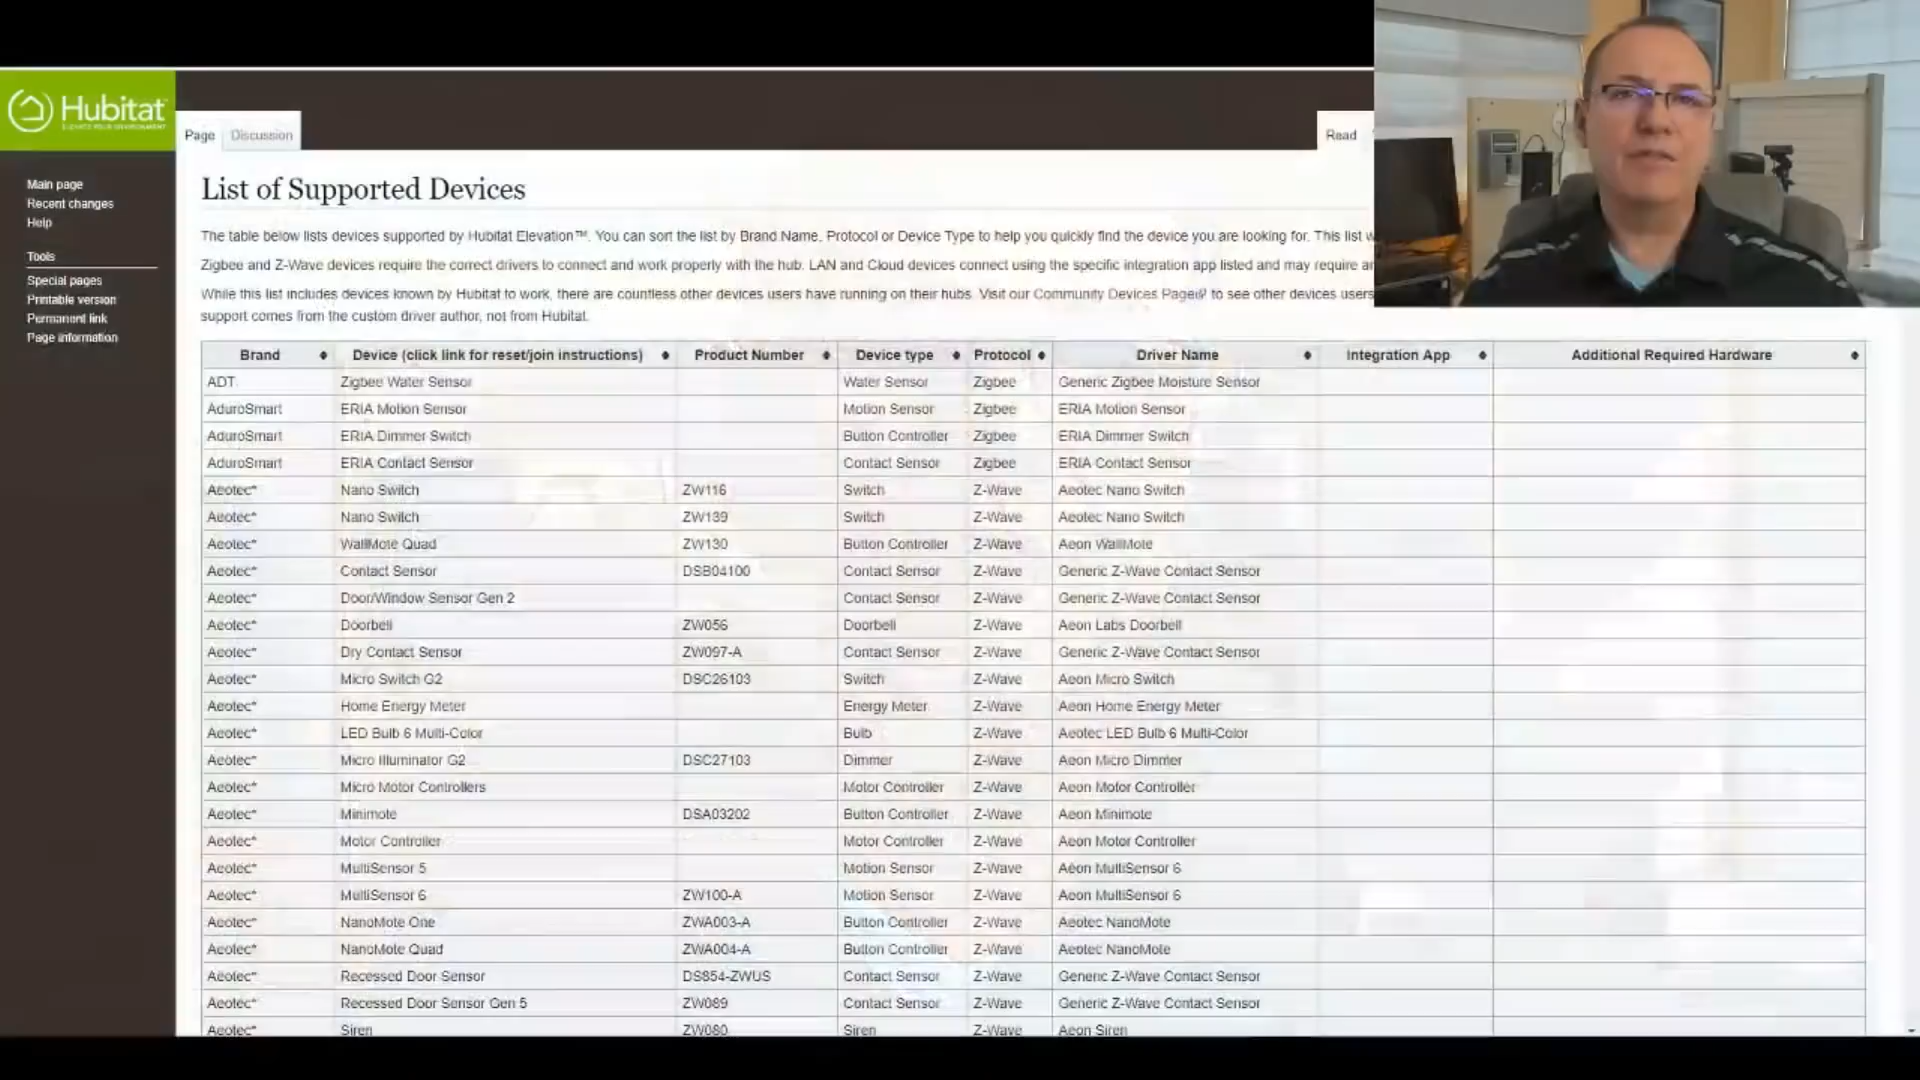 Hubitat
ELEVATE YOUR ENVIRONMENT
Page
Discussion
Read
Main page
Recent changes
Help
Tools
Special pages
Printable version
Permanent link
Page information
List of Supported Devices
The table below lists devices supported by Hubitat Elevation™. You can sort the list by Brand Name, Protocol or Device Type to help you quickly find the device you are looking for. This list
Zigbee and Z-Wave devices require the correct drivers to connect and work properly with the hub. LAN and Cloud devices connect using the specific integration app listed and may require
While this list includes devices known by Hubitat to work, there are countless other devices users have running on their hubs. Visit our Community Devices Page to see other devices users
support comes from the custom driver author, not from Hubitat.
Brand Device (click link for reset/join instructions) Product Number Device type Protocol Driver Name Integration App Additional Required Hardware
ADT Zigbee Water Sensor Water Sensor Zigbee Generic Zigbee Moisture Sensor
AduroSmart ERIA Motion Sensor Motion Sensor Zigbee ERIA Motion Sensor
AduroSmart ERIA Dimmer Switch Button Controller Zigbee ERIA Dimmer Switch
AduroSmart ERIA Contact Sensor Contact Sensor Zigbee ERIA Contact Sensor
Aeotec* Nano Switch ZW116 Switch Z-Wave Aeotec Nano Switch
Aeotec* Nano Switch ZW139 Switch Z-Wave Aeotec Nano Switch
Aeotec* WallMote Quad ZW130 Button Controller Z-Wave Aeon WallMote
Aeotec* Contact Sensor DSB04100 Contact Sensor Z-Wave Generic Z-Wave Contact Sensor
Aeotec* Door/Window Sensor Gen 2 Contact Sensor Z-Wave Generic Z-Wave Contact Sensor
Aeotec* Doorbell ZW056 Doorbell Z-Wave Aeon Labs Doorbell
Aeotec* Dry Contact Sensor ZW097-A Contact Sensor Z-Wave Generic Z-Wave Contact Sensor
Aeotec* Micro Switch G2 DSC26103 Switch Z-Wave Aeon Micro Switch
Aeotec* Home Energy Meter Energy Meter Z-Wave Aeon Home Energy Meter
Aeotec* LED Bulb 6 Multi-Color Bulb Z-Wave Aeotec LED Bulb 6 Multi-Color
Aeotec* Micro Illuminator G2 DSC27103 Dimmer Z-Wave Aeon Micro Dimmer
Aeotec* Micro Motor Controllers Motor Controller Z-Wave Aeon Motor Controller
Aeotec* Minimote DSA03202 Button Controller Z-Wave Aeon Minimote
Aeotec* Motor Controller Motor Controller Z-Wave Aeon Motor Controller
Aeotec* MultiSensor 5 Motion Sensor Z-Wave Aeon MultiSensor 6
Aeotec* MultiSensor 6 ZW100-A Motion Sensor Z-Wave Aeon MultiSensor 6
Aeotec* NanoMote One ZWA003-A Button Controller Z-Wave Aeotec NanoMote
Aeotec* NanoMote Quad ZWA004-A Button Controller Z-Wave Aeotec NanoMote
Aeotec* Recessed Door Sensor DS854-ZWUS Contact Sensor Z-Wave Generic Z-Wave Contact Sensor
Aeotec* Recessed Door Sensor Gen 5 ZW089 Contact Sensor Z-Wave Generic Z-Wave Contact Sensor
Aeotec* Siren ZW080 Siren Z-Wave Aeon Siren